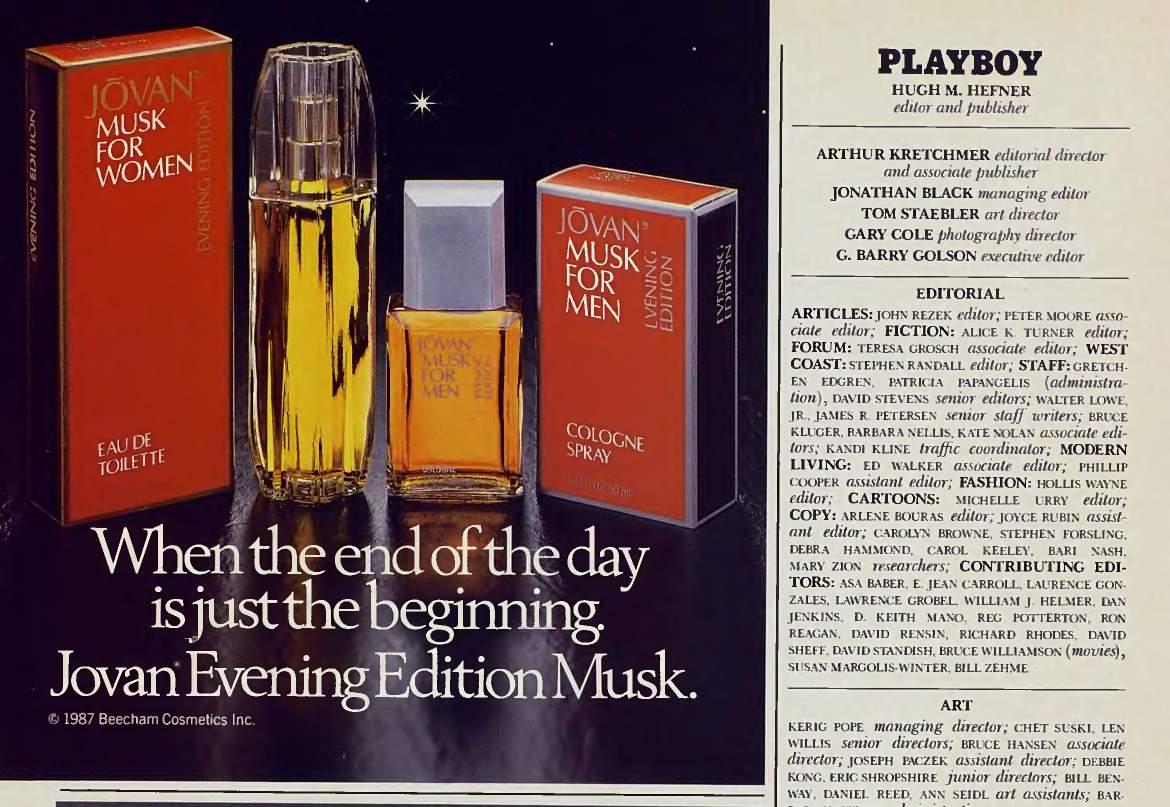 JŌVAN®
MUSK
FOR
WOMEN
EVENING EDITION
EVENING EDITION
EAU DE
TOILETTE
JŌVAN
MUSK
FOR
MEN
EVENING
EDITION
COLOGNE
JŌVAN®
MUSK
FOR
MEN
EVENING
EDITION
EVENING
EDITION
COLOGNE
SPRAY
When the end of the day
is just the beginning.
Jovan Evening Edition Musk.
© 1987 Beecham Cosmetics Inc.
PLAYBOY
HUGH M. HEFNER
editor and publisher
ARTHUR KRETCHMER editorial director
and associate publisher
JONATHAN BLACK managing editor
TOM STAEBLER art director
GARY COLE photography director
G. BARRY GOLSON executive editor
EDITORIAL
ARTICLES: JOHN REZEK editor; PETER MOORE asso-
ciate editor; FICTION: ALICE K. TURNER editor;
FORUM: TERESA GROSCH associate editor; WEST
COAST: STEPHEN RANDALL editor; STAFF: GRETCH-
EN EDGREN, PATRICIA PAPANGELIS (administra-
tion), DAVID STEVENS senior editors; WALTER LOWE,
JR., JAMES R. PETERSEN senior staff writers; BRUCE
KLUGER, BARBARA NELLIS, KATE NOLAN associate edi-
tors; KANDI KLINE traffic coordinator; MODERN
LIVING: ED WALKER associate editor; PHILLIP
COOPER assistant editor; FASHION: HOLLIS WAYNE
editor; CARTOONS: MICHELLE URRY editor;
COPY: ARLENE BOURAS editor; JOYCE RUBIN assist-
ant editor; CAROLYN BROWNE, STEPHEN FORSLING,
DEBRA HAMMOND, CAROL KEELEY, BARI NASH,
MARY ZION researchers; CONTRIBUTING EDI-
TORS: ASA BABER, E. JEAN CARROLL, LAURENCE GON-
ZALES, LAWRENCE GROBEL, WILLIAM J. HELMER, DAN
JENKINS, D. KEITH MANO, REG POTTERTON, RON
REAGAN, DAVID RENSIN, RICHARD RHODES, DAVID
SHEFF, DAVID STANDISH, BRUCE WILLIAMSON (movies),
SUSAN MARGOLIS-WINTER, BILL ZEHME
ART
KERIG POPE managing director; CHET SUSKI, LEN
WILLIS senior directors; BRUCE HANSEN associate
director; JOSEPH PACZEK assistant director; DEBBIE
KONG, ERIC SHROPSHIRE junior directors; BILL BEN-
WAY, DANIEL REED, ANN SEIDL art assistants; BAR-